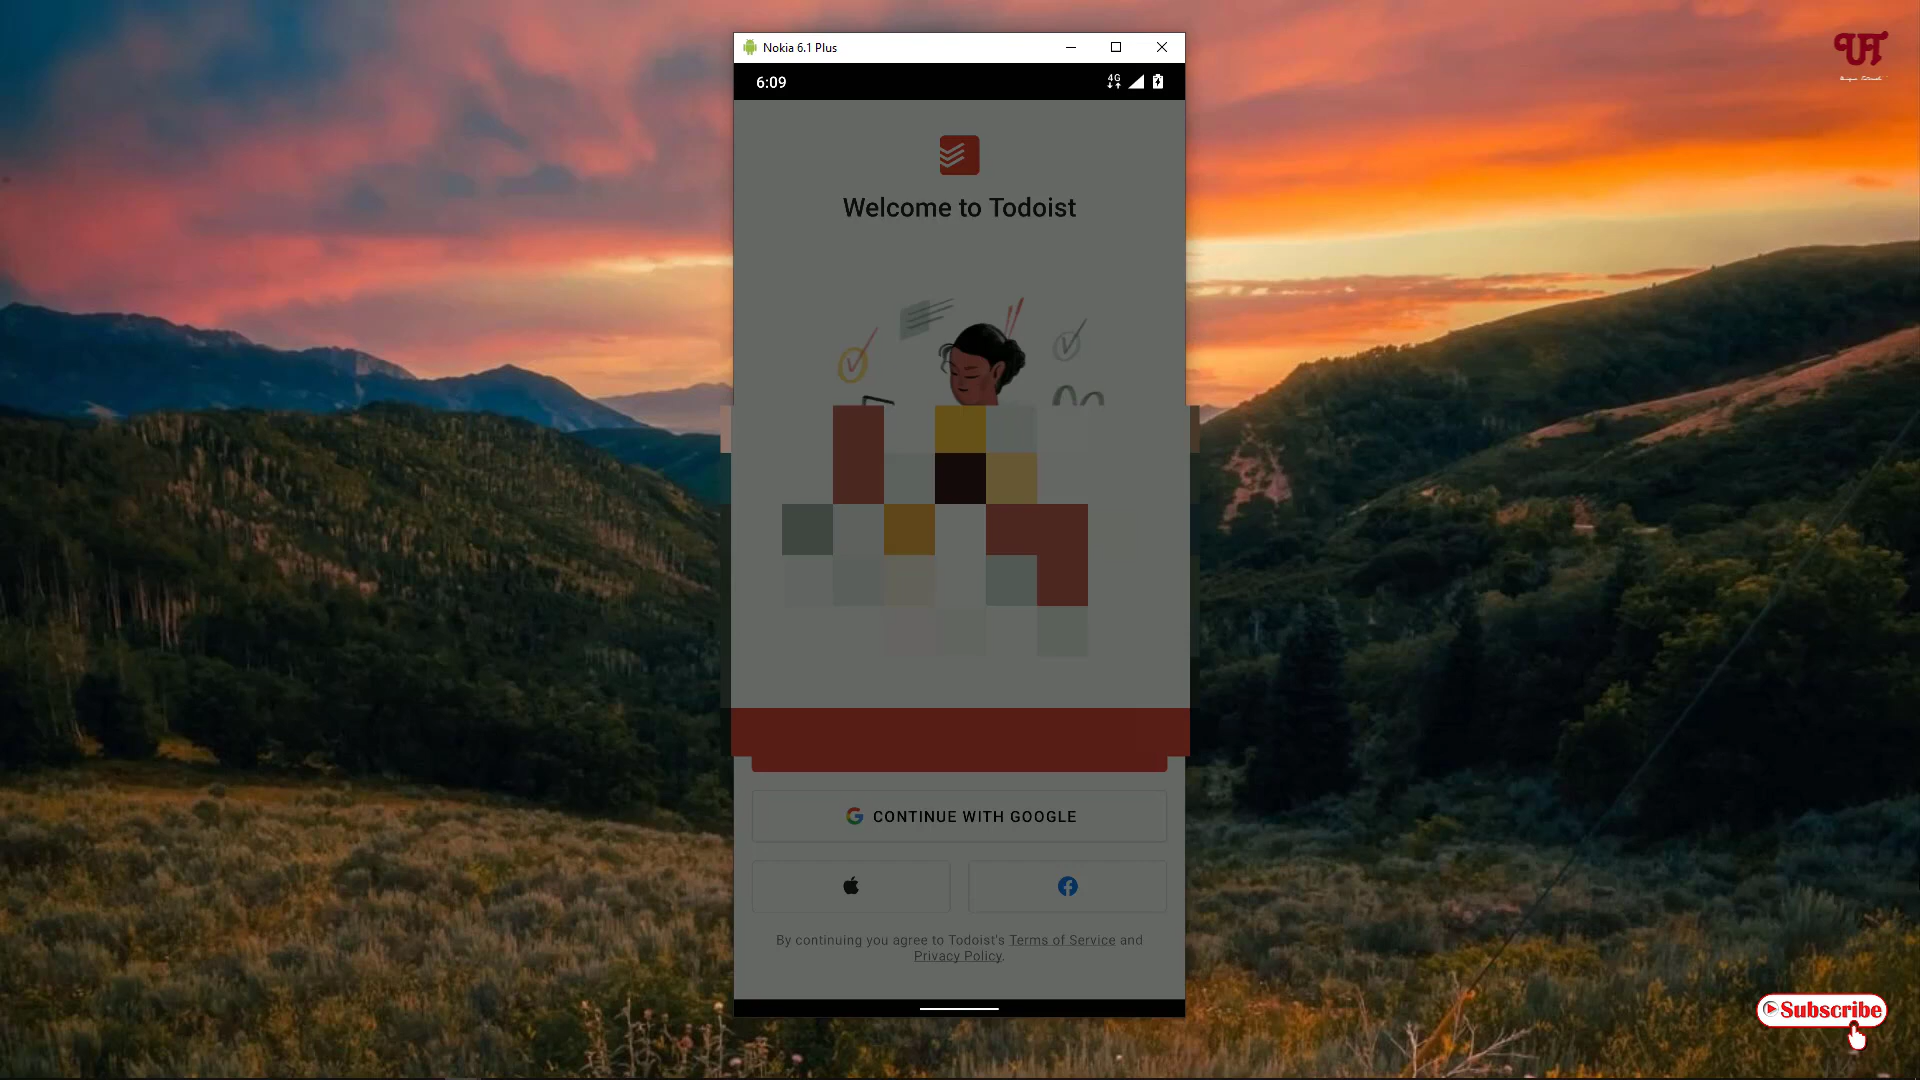 Nokia 6.1 Plus
6:09
4G
Welcome to Todoist
CONTINUE WITH GOOGLE
By continuing you agree to Todoist's Terms of Service and
Privacy Policy.
Subscribe